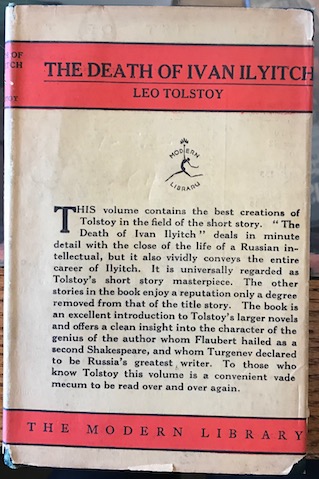 OF
THE DEATH OF IVAN ILYITCH
LEO TOLSTOY
MODERN
LIBRARY
THIS volume contains the best creations of
Tolstoy in the field of the short story. "The
Death of Ivan Ilyitch" deals in minute
detail with the close of the life of a Russian in-
tellectual, but it also vividly conveys the entire
career of Ilyitch. It is universally regarded as
Tolstoy's short story masterpiece. The other
stories in the book enjoy a reputation only a degree
removed from that of the title story. The book is
an excellent introduction to Tolstoy's larger novels
and offers a clean insight into the character of the
genius of the author whom Flaubert hailed as a
second Shakespeare, and whom Turgenev declared
to be Russia's greatest writer. To those who
know Tolstoy this volume is a convenient vade
mecum to be read over and over again.
THE MODERN LIBRARY